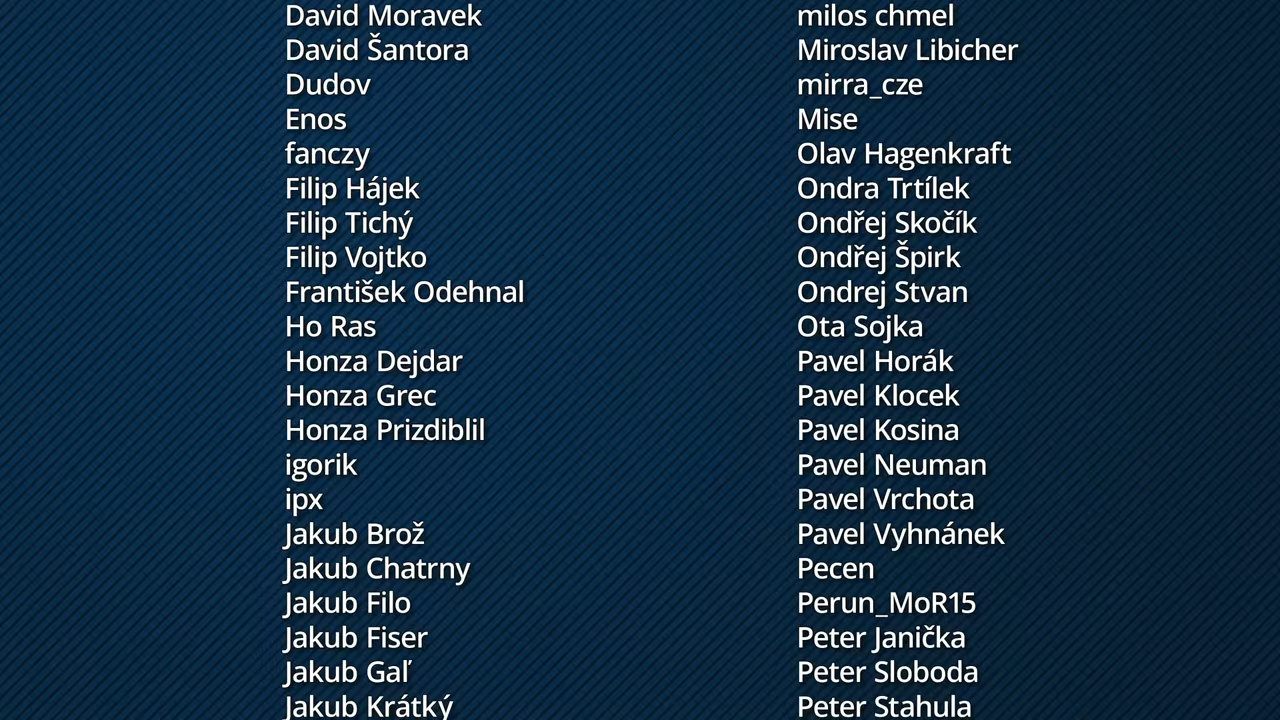 David Moravek
David Šantora
Dudov
Enos
fanczy
Filip Hájek
Filip Tichý
Filip Vojtko
František Odehnal
Ho Ras
Honza Dejdar
Honza Grec
Honza Prizdiblil
igorik
ipx
Jakub Brož
Jakub Chatrny
Jakub Filo
Jakub Fiser
Jakub Gaľ
Jakub Krátký
milos chmel
Miroslav Libicher
mirra_cze
Mise
Olav Hagenkraft
Ondra Trtílek
Ondřej Skočík
Ondřej Špirk
Ondrej Stvan
Ota Sojka
Pavel Horák
Pavel Klocek
Pavel Kosina
Pavel Neuman
Pavel Vrchota
Pavel Vyhnánek
Pecen
Perun_MoR15
Peter Janička
Peter Sloboda
Peter Stahula